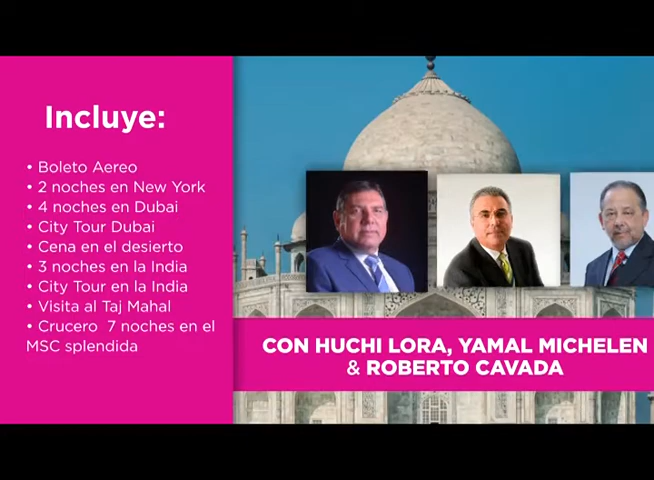 Incluye:
• Boleto Aereo
• 2 noches en New York
• 4 noches en Dubai
• City Tour Dubai
• Cena en el desierto
• 3 noches en la India
• City Tour en la India
• Visita al Taj Mahal
• Crucero 7 noches en el
MSC splendida
CON HUCHI LORA, YAMAL MICHELEN
& ROBERTO CAVADA